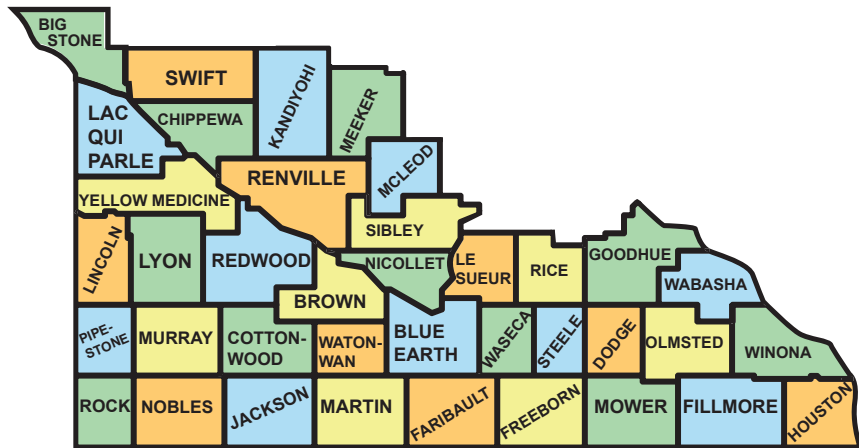 BIG
STONE
SWIFT
KANDIYOHI
MEEKER
LAC
QUI
PARLE
CHIPPEWA
MCLEOD
RENVILLE
YELLOW MEDICINE
SIBLEY
LINCOLN
LYON
REDWOOD
NICOLLET
LE
SUEUR
RICE
GOODHUE
WABASHA
BROWN
PIPE-
STONE
MURRAY
COTTON-
WOOD
WATON-
WAN
BLUE
EARTH
WASECA
STEELE
DODGE
OLMSTED
WINONA
ROCK
NOBLES
JACKSON
MARTIN
FARIBAULT
FREEBORN
MOWER
FILLMORE
HOUSTON